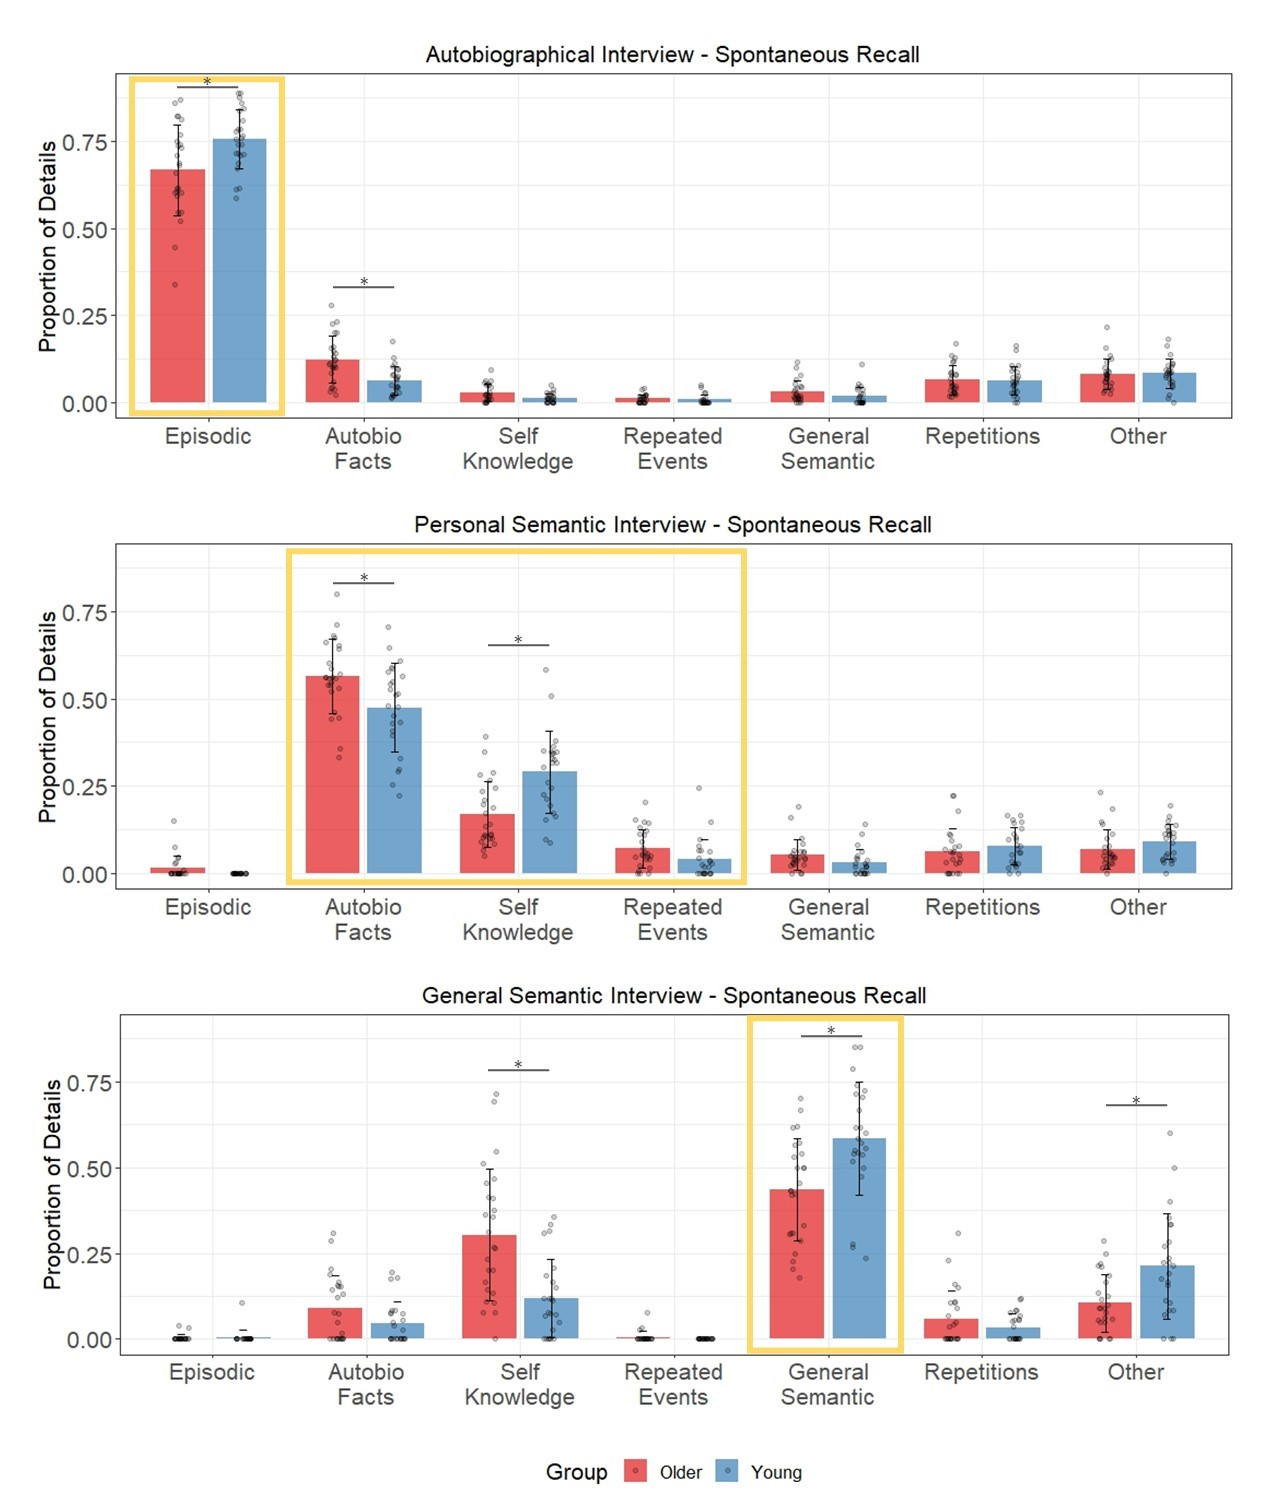 Autobiographical Interview - Spontaneous Recall
Proportion of Details
0.75
0.50
0.25
0.00
*
*
Episodic
Autobio
Facts
Self
Knowledge
Repeated
Events
General
Semantic
Repetitions
Other
Personal Semantic Interview - Spontaneous Recall
Proportion of Details
0.75
0.50
0.25
0.00
*
*
Episodic
Autobio
Facts
Self
Knowledge
Repeated
Events
General
Semantic
Repetitions
Other
General Semantic Interview - Spontaneous Recall
Proportion of Details
0.75
0.50
0.25
0.00
*
*
*
Episodic
Autobio
Facts
Self
Knowledge
Repeated
Events
General
Semantic
Repetitions
Other
Group Older Young